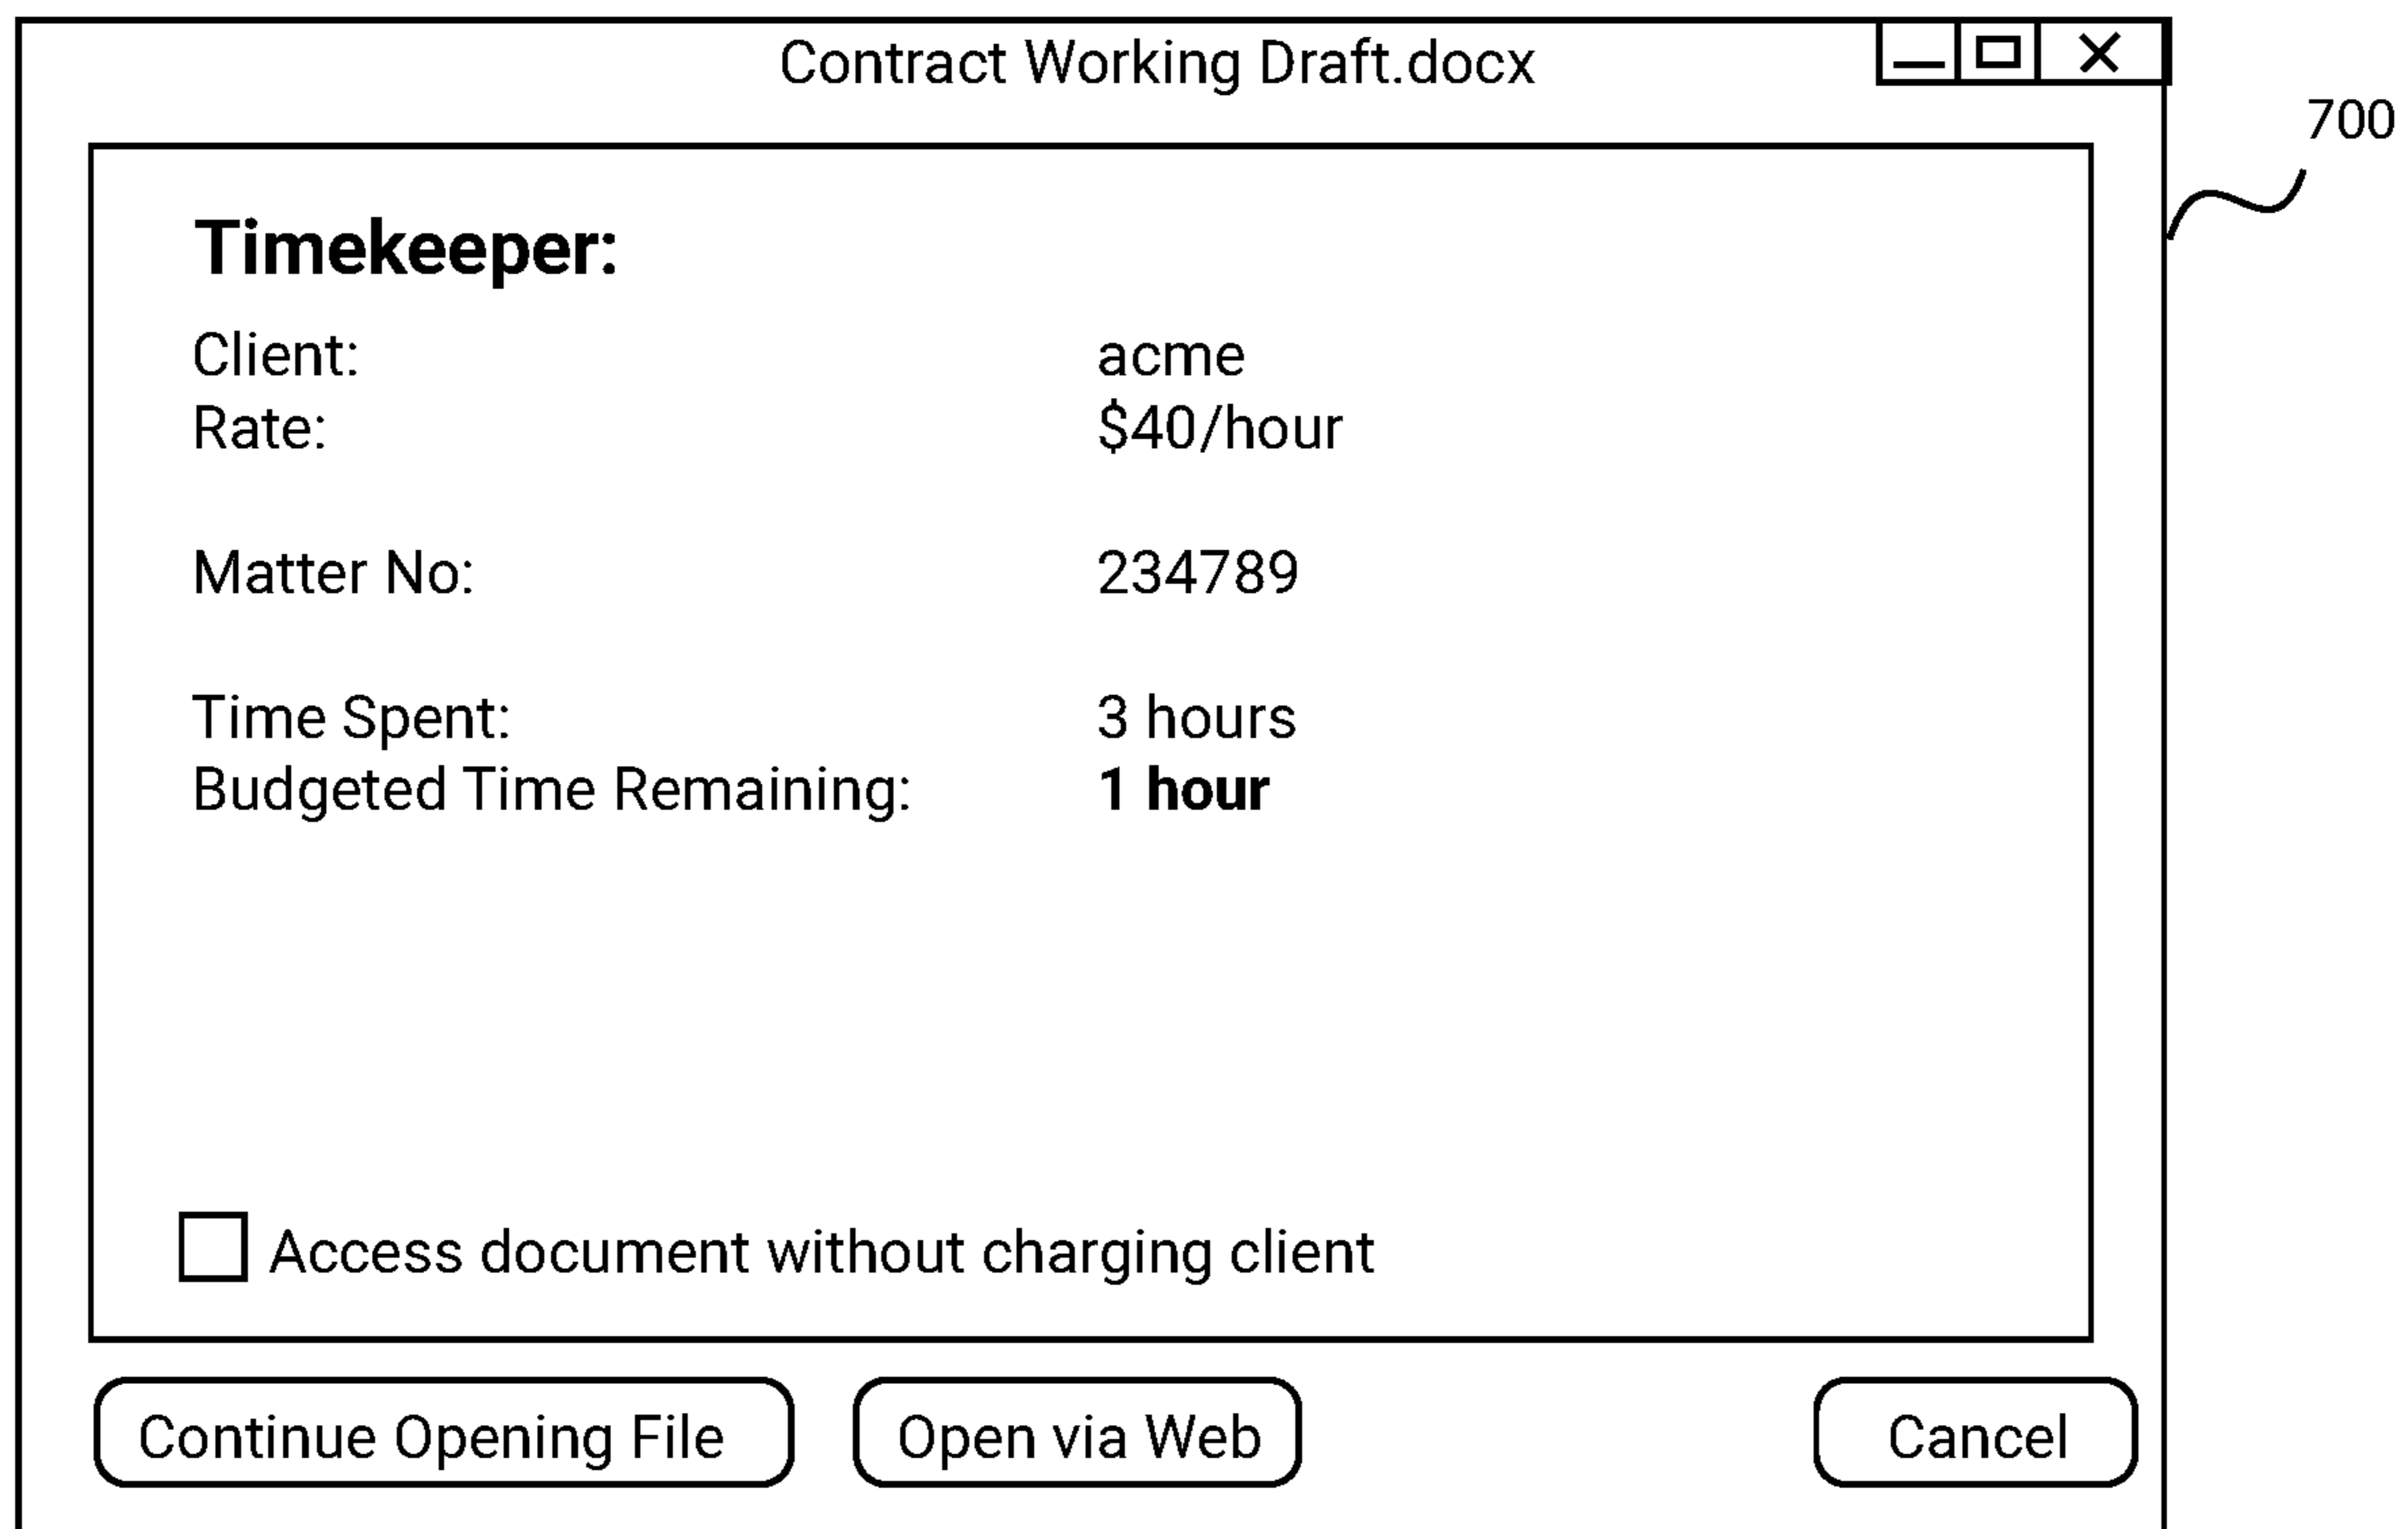 Contract Working Draft.docx
700
Timekeeper:
Client: acme
Rate: $40/hour
Matter No: 234789
Time Spent: 3 hours
Budgeted Time Remaining: 1 hour
Access document without charging client
Continue Opening File Open via Web Cancel